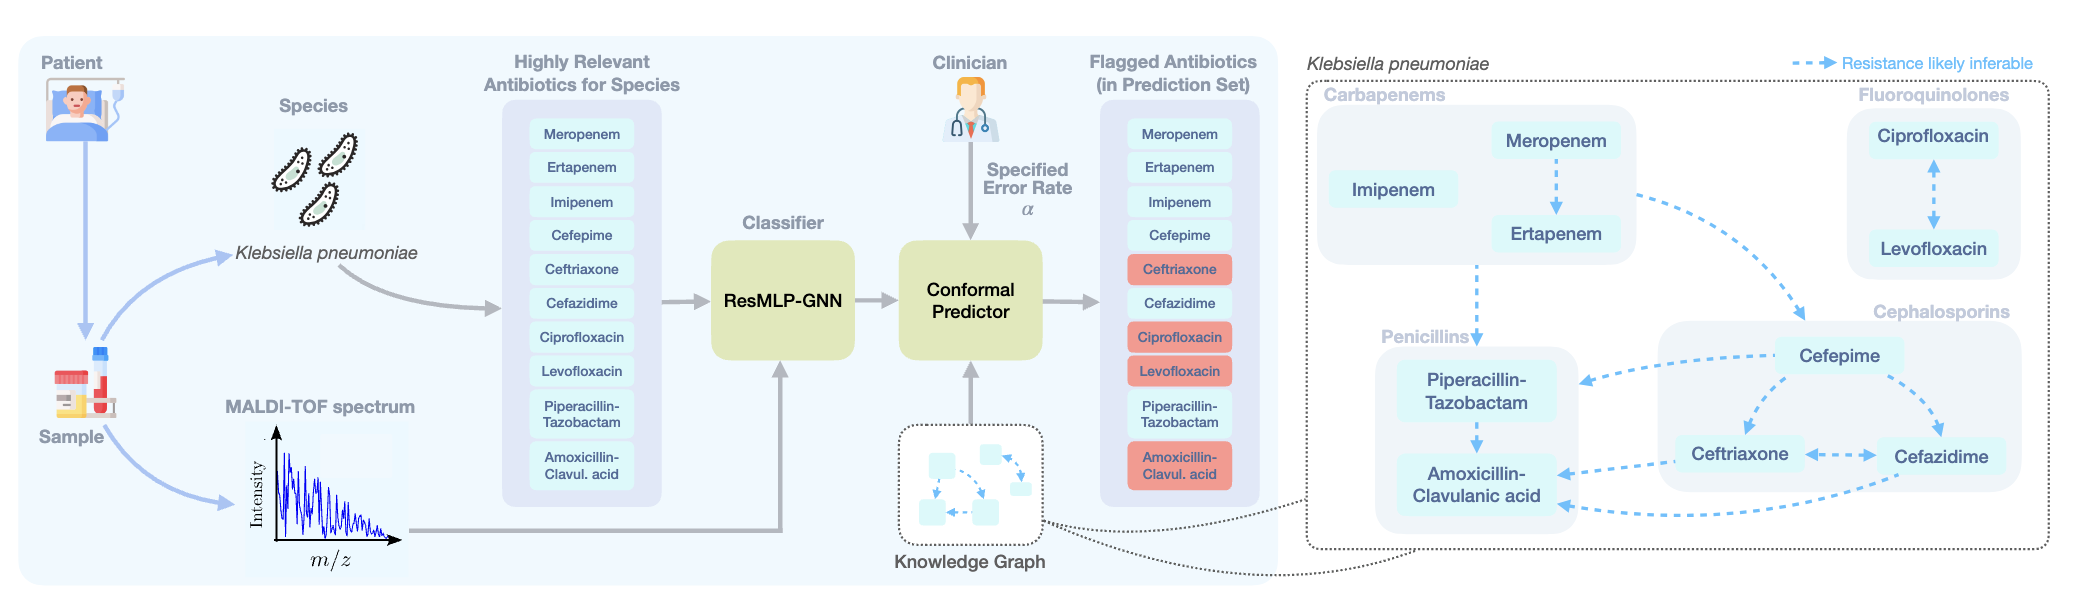 Patient
Sample
Species
Klebsiella pneumoniae
MALDI-TOF spectrum
Intensity
m/z
Highly Relevant
Antibiotics for Species
Meropenem
Ertapenem
Imipenem
Cefepime
Ceftriaxone
Cefazidime
Ciprofloxacin
Levofloxacin
Piperacillin-
Tazobactam
Amoxicillin-
Clavul. acid
Classifier
ResMLP-GNN
Clinician
Specified
Error Rate
α
Conformal
Predictor
Knowledge Graph
Flagged Antibiotics
(in Prediction Set)
Meropenem
Ertapenem
Imipenem
Cefepime
Ceftriaxone
Cefazidime
Ciprofloxacin
Levofloxacin
Piperacillin-
Tazobactam
Amoxicillin-
Clavul. acid
Klebsiella pneumoniae
Resistance likely inferable
Carbapenems
Meropenem
Imipenem
Ertapenem
Fluoroquinolones
Ciprofloxacin
Levofloxacin
Penicillins
Piperacillin-
Tazobactam
Amoxicillin-
Clavulanic acid
Cephalosporins
Cefepime
Ceftriaxone
Cefazidime